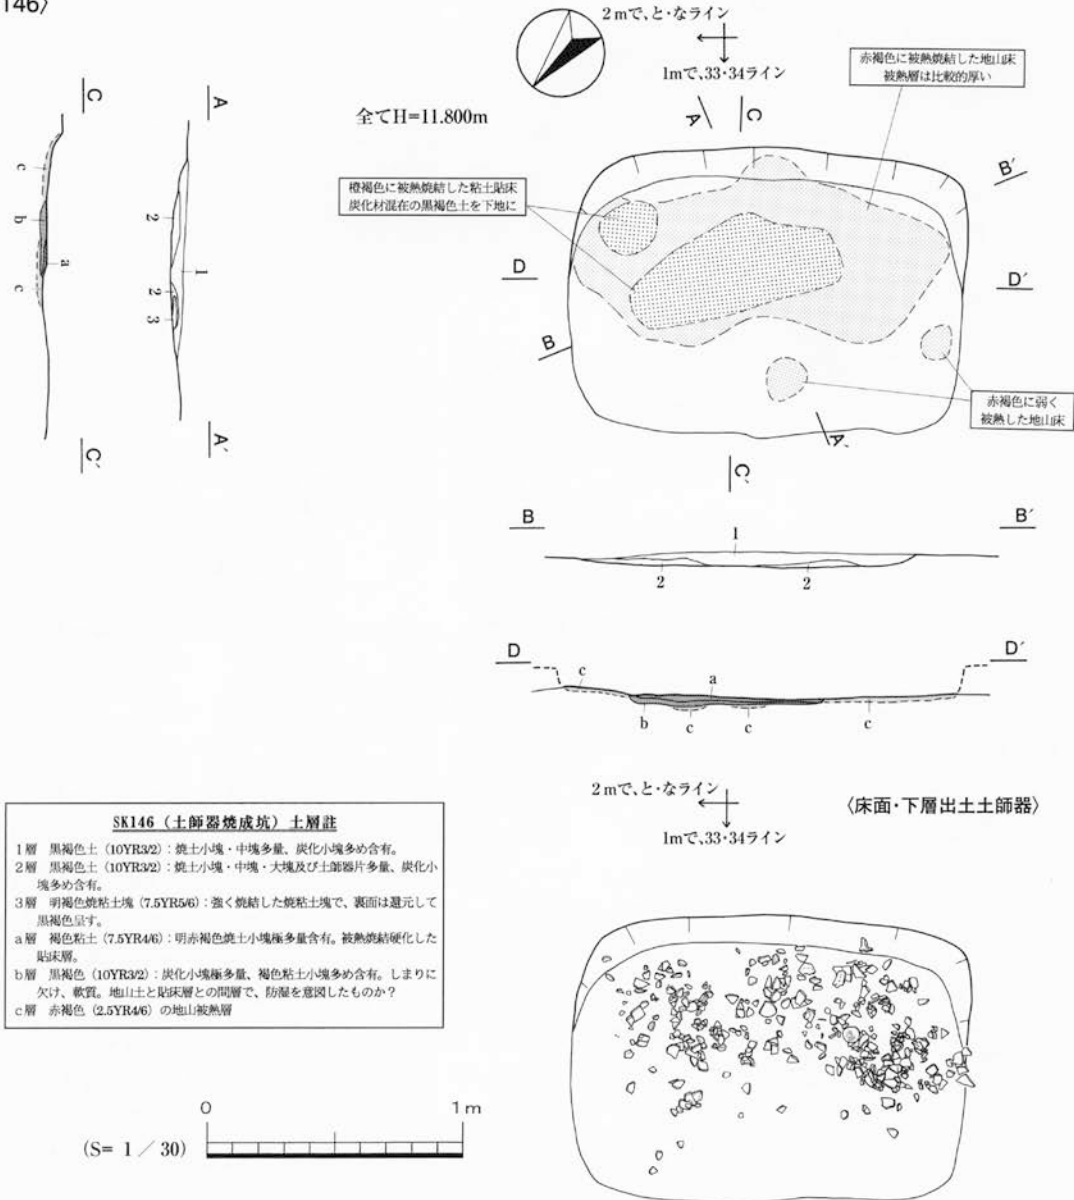 146〉
2mで、と・なライン
1mで、33・34ライン
全てH=11.800m
赤褐色に被熱焼結した地山床
被熱層は比較的厚い
橙褐色に被熱焼結した粘土貼床
炭化材混在の黒褐色土を下地に
赤褐色に弱く
被熱した地山床
C
A
c
b
a
c
2
1
2
3
C´
A´
A
C
B'
D
D'
B
A´
C´
B
B'
1
2
2
D
D'
c
a
b
c
c
c
2mで、と・なライン
1mで、33・34ライン
〈床面・下層出土土師器〉
SK146（土師器焼成坑）土層註
1層 黒褐色土（10YR3/2）：焼土小塊・中塊多量、炭化小塊多め含有。
2層 黒褐色土（10YR3/2）：焼土小塊・中塊・大塊及び土師器片多量、炭化小
塊多め含有。
3層 明褐色焼粘土塊（7.5YR5/6）：強く焼結した焼粘土塊で、裏面は還元して
黒褐色呈す。
a層 褐色粘土（7.5YR4/6）：明赤褐色焼土小塊極多量含有。被熱焼結硬化した
貼床層。
b層 黒褐色（10YR3/2）：炭化小塊極多量、褐色粘土小塊多め含有。しまりに
欠け、軟質。地山土と貼床層との間層で、防湿を意図したものか？
c層 赤褐色（2.5YR4/6）の地山被熱層
0 1m
(S= 1 / 30)